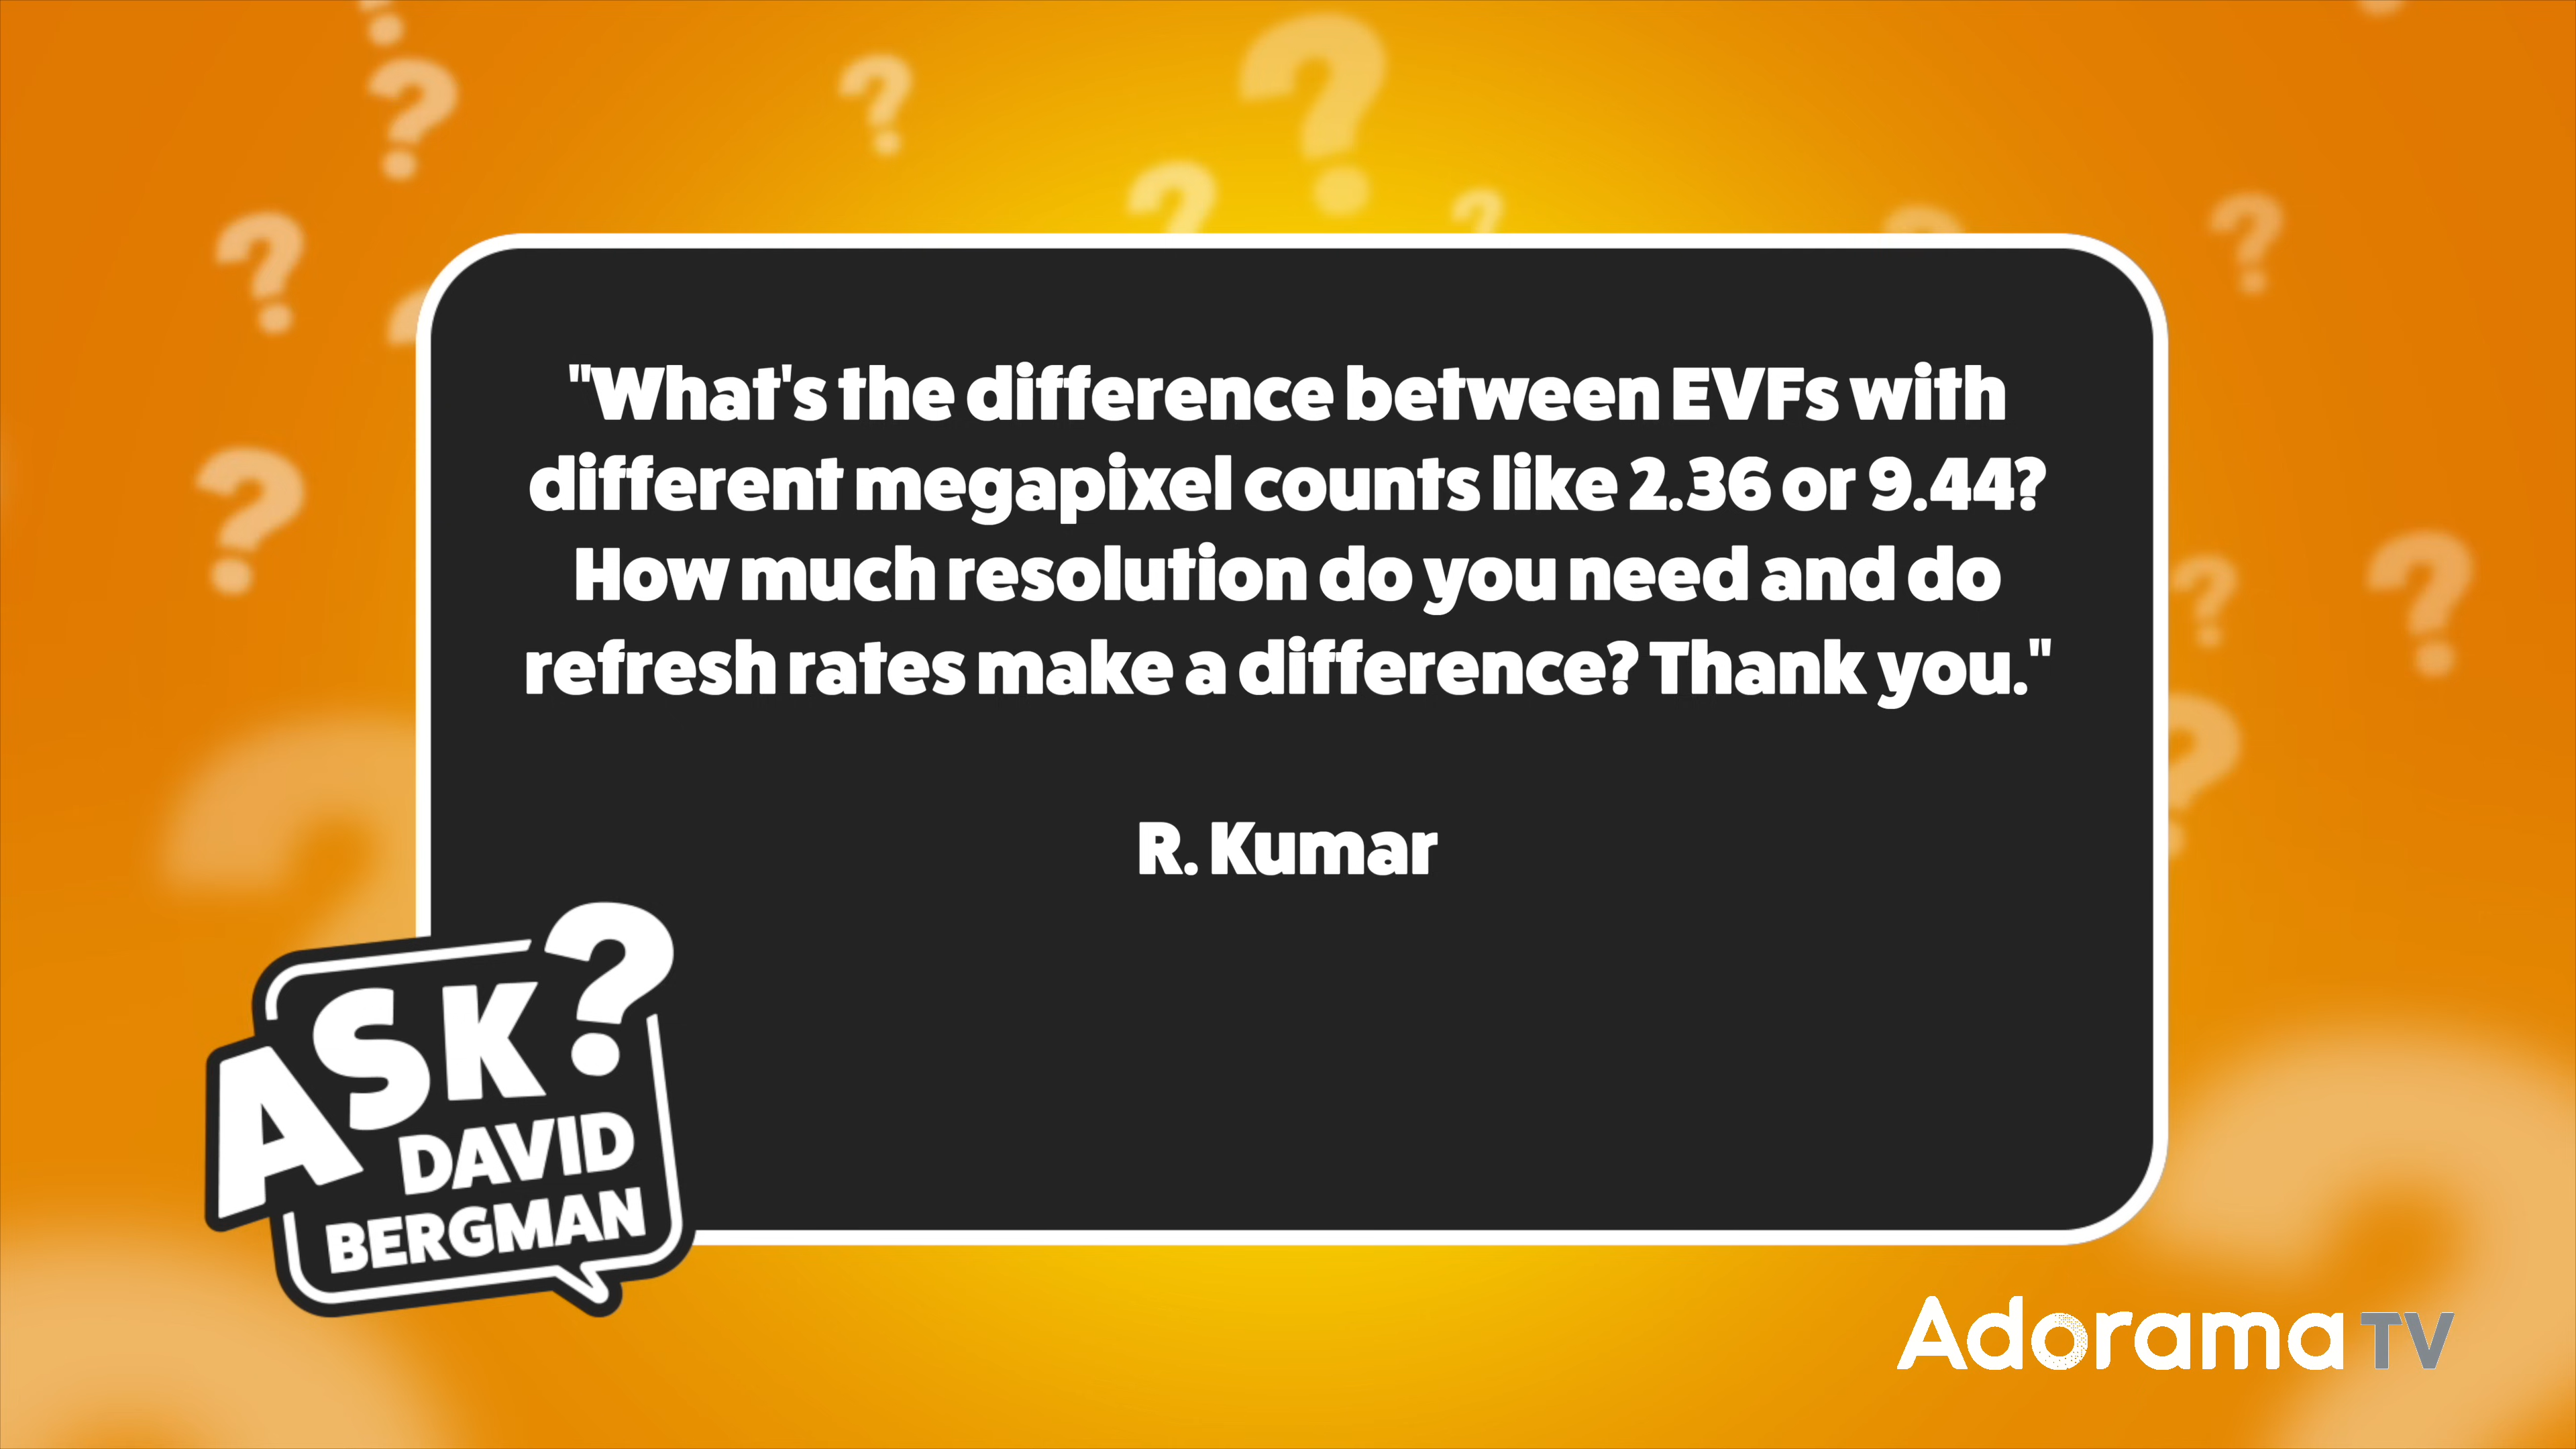 "What's the difference between EVFs with
different megapixel counts like 2.36 or 9.44?
How much resolution do you need and do
refresh rates make a difference? Thank you."
R. Kumar
ASK?
DAVID
BERGMAN
Adorama TV